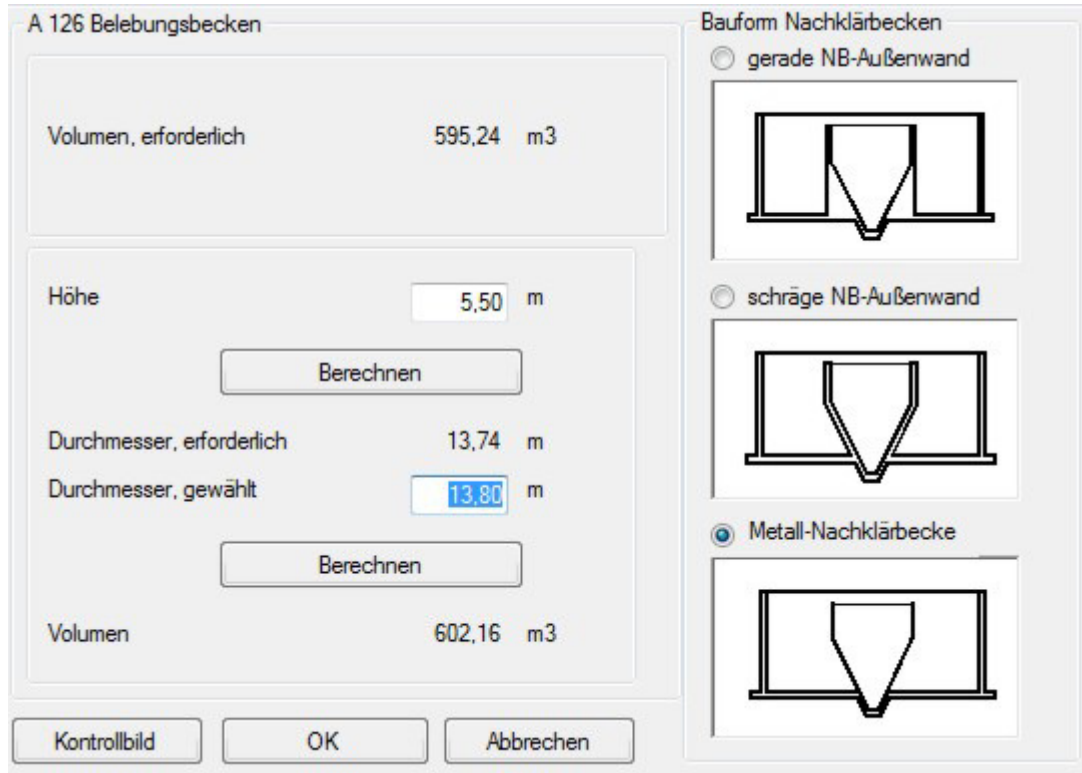 A 126 Belebungsbecken
Volumen, erforderlich 595,24 m3
Höhe 5,50 m
Berechnen
Durchmesser, erforderlich 13,74 m
Durchmesser, gewählt 13,80 m
Berechnen
Volumen 602,16 m3
Kontrollbild OK Abbrechen
Bauform Nachklärbecken
gerade NB-Außenwand
schräge NB-Außenwand
Metall-Nachklärbecke